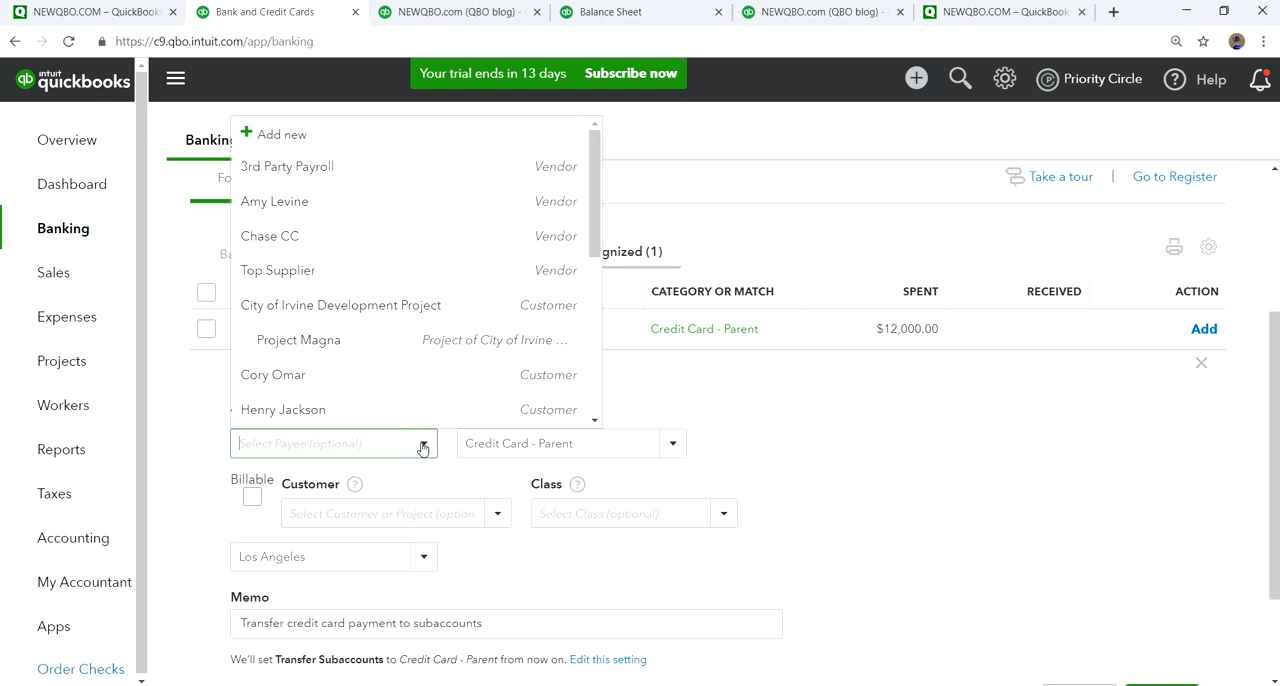 NEWQBO.COM – QuickBooks
Bank and Credit Cards
NEWQBO.com (QBO blog) -
Balance Sheet
NEWQBO.com (QBO blog) -
NEWQBO.COM – QuickBook
https://c9.qbo.intuit.com/app/banking
intuit
quickbooks
Your trial ends in 13 days Subscribe now
Priority Circle
Help
Overview
Dashboard
Banking
Sales
Expenses
Projects
Workers
Reports
Taxes
Accounting
My Accountant
Apps
Order Checks
Banking
Fo
Take a tour | Go to Register
Ba
gnized (1)
CATEGORY OR MATCH SPENT RECEIVED ACTION
Credit Card - Parent $12,000.00 Add
Add new
3rd Party Payroll Vendor
Amy Levine Vendor
Chase CC Vendor
Top Supplier Vendor
City of Irvine Development Project Customer
Project Magna Project of City of Irvine ...
Cory Omar Customer
Henry Jackson Customer
Select Payee (optional) Credit Card - Parent
Billable Customer ? Class ?
Select Customer or Project (option Select Class (optional)
Los Angeles
Memo
Transfer credit card payment to subaccounts
We'll set Transfer Subaccounts to Credit Card - Parent from now on. Edit this setting